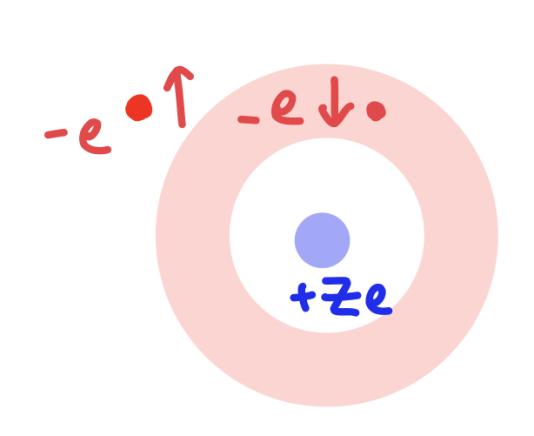 -e ↑
-e ↓
+Ze